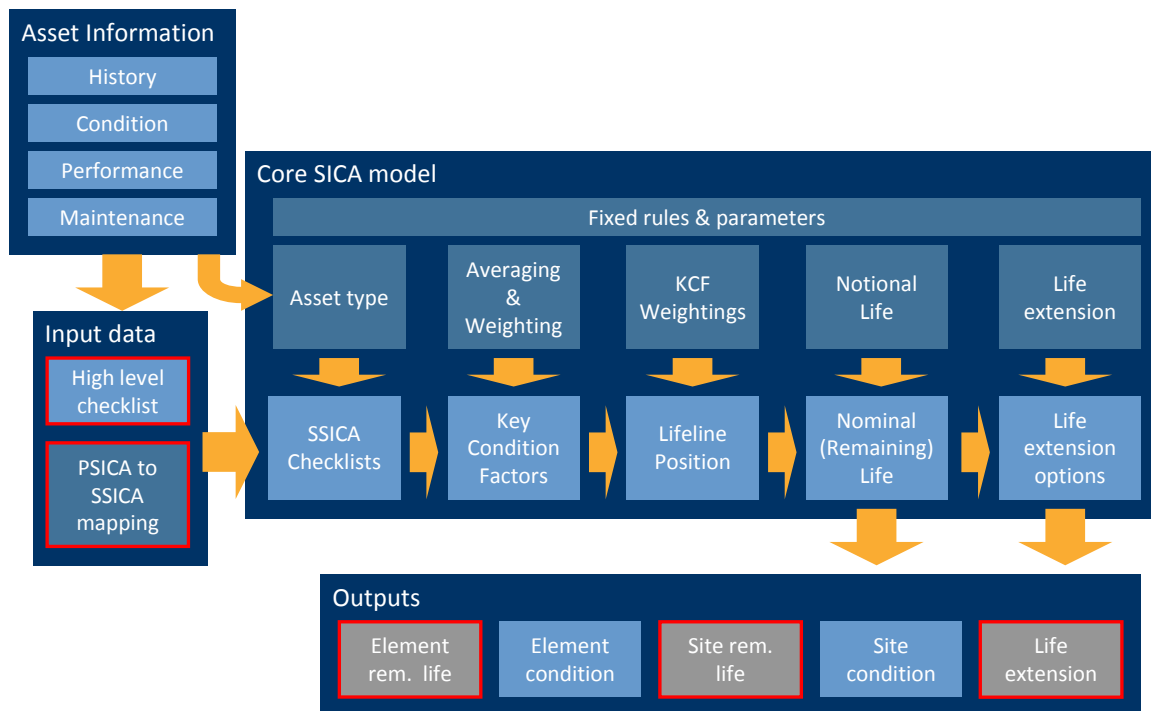 Asset Information
History
Condition
Performance
Maintenance
Core SICA model
Fixed rules & parameters
Asset type
Averaging
&
Weighting
KCF
Weightings
Notional
Life
Life
extension
Input data
High level
checklist
PSICA to
SSICA
mapping
SSICA
Checklists
Key
Condition
Factors
Lifeline
Position
Nominal
(Remaining)
Life
Life
extension
options
Outputs
Element
rem. life
Element
condition
Site rem.
life
Site
condition
Life
extension